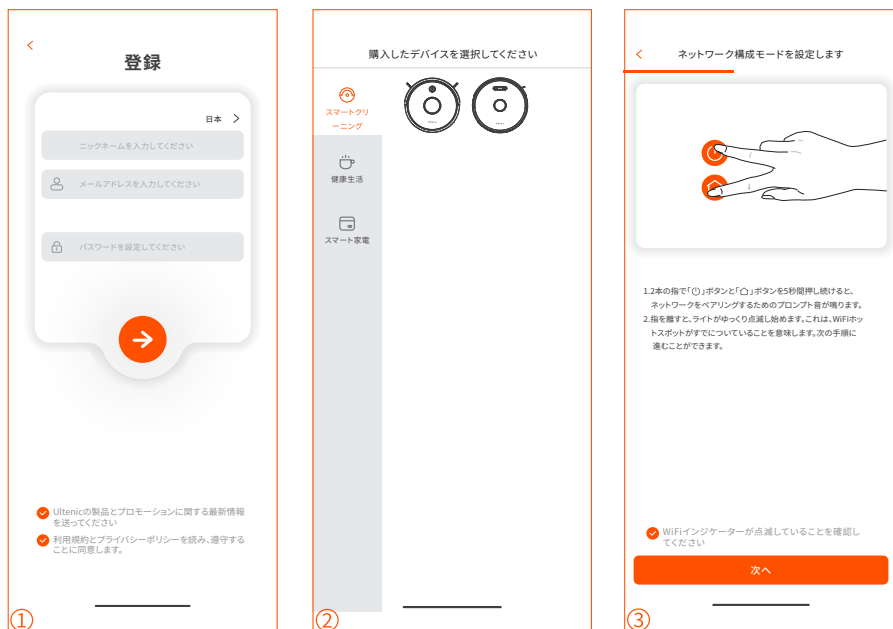 登録
日本
ニックネームを入力してください
メールアドレスを入力してください
パスワードを設定してください
Ultenicの製品とプロモーションに関する最新情報
を送ってください
利用規約とプライバシーポリシーを読み、遵守する
ことに同意します。
①
購入したデバイスを選択してください
スマートクリ
ーニング
健康生活
スマート家電
②
ネットワーク構成モードを設定します
1.2本の指で「」ボタンと「」ボタンを5秒間押し続けると、
ネットワークをペアリングするためのプロンプト音が鳴ります。
2.指を離すと、ライトがゆっくり点滅し始めます。これは、WiFiホッ
トスポットがすでについていることを意味します。次の手順に
進むことができます。
WiFiインジケーターが点滅していることを確認し
てください
次へ
③